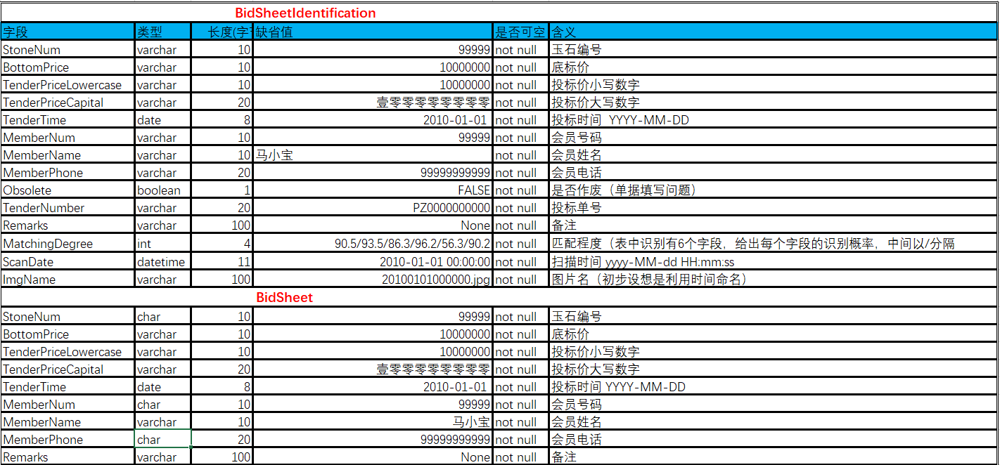 BidSheetIdentification
字段 类型 长度(字 缺省值 是否可空 含义
StoneNum varchar 10 99999 not null 玉石编号
BottomPrice varchar 10 10000000 not null 底标价
TenderPriceLowercase varchar 10 10000000 not null 投标价小写数字
TenderPriceCapital varchar 20 壹零零零零零零零零 not null 投标价大写数字
TenderTime date 8 2010-01-01 not null 投标时间 YYYY-MM-DD
MemberNum varchar 10 99999 not null 会员号码
MemberName varchar 10 马小宝 not null 会员姓名
MemberPhone varchar 20 99999999999 not null 会员电话
Obsolete boolean 1 FALSE not null 是否作废（单据填写问题）
TenderNumber varchar 20 PZ0000000000 not null 投标单号
Remarks varchar 100 None not null 备注
MatchingDegree int 4 90.5/93.5/86.3/96.2/56.3/90.2 not null 匹配程度（表中识别有6个字段，给出每个字段的识别概率，中间以/分隔
ScanDate datetime 11 2010-01-01 00:00:00 not null 扫描时间 yyyy-MM-dd HH:mm:ss
ImgName varchar 100 20100101000000.jpg not null 图片名（初步设想是利用时间命名）
BidSheet
StoneNum char 10 99999 not null 玉石编号
BottomPrice varchar 10 10000000 not null 底标价
TenderPriceLowercase varchar 10 10000000 not null 投标价小写数字
TenderPriceCapital varchar 20 壹零零零零零零零零 not null 投标价大写数字
TenderTime date 8 2010-01-01 not null 投标时间 YYYY-MM-DD
MemberNum char 10 99999 not null 会员号码
MemberName varchar 10 马小宝 not null 会员姓名
MemberPhone char 20 99999999999 not null 会员电话
Remarks varchar 100 None not null 备注